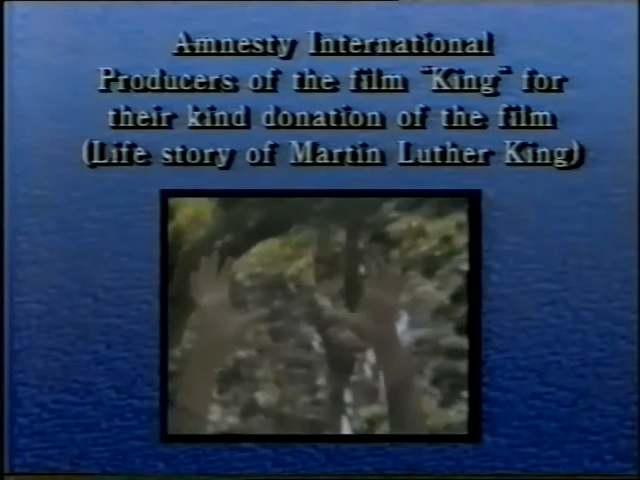 Amnesty International
Producers of the film "King" for
their kind donation of the film
(Life story of Martin Luther King)